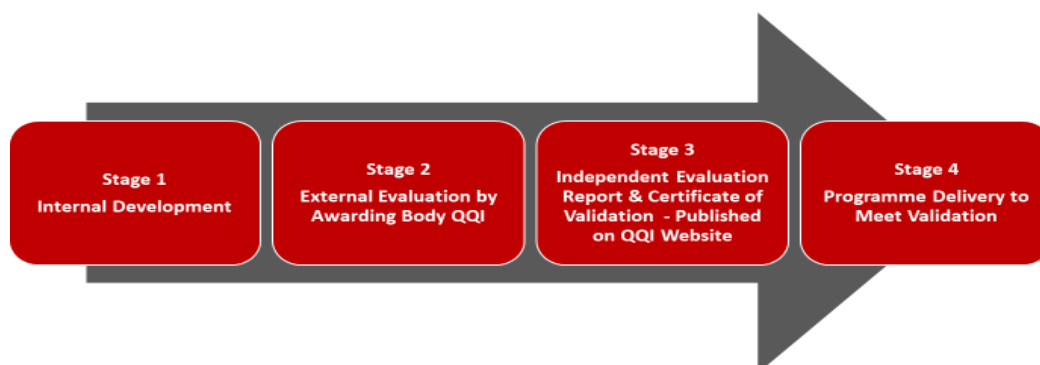 Stage 1
Internal Development
Stage 2
External Evaluation by
Awarding Body QQI
Stage 3
Independent Evaluation
Report & Certificate of
Validation - Published
on QQI Website
Stage 4
Programme Delivery to
Meet Validation